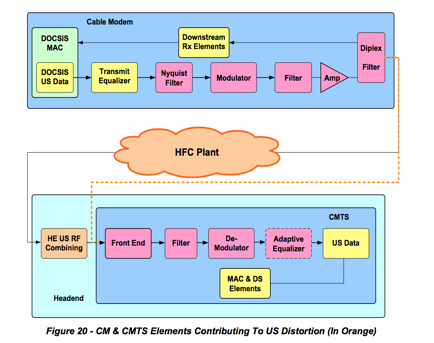 Cable Modem
DOCSIS
MAC
Downstream
Rx Elements
Diplex
Filter
DOCSIS
US Data
Transmit
Equalizer
Nyquist
Filter
Modulator
Filter
Amp
HFC Plant
CMTS
HE US RF
Combining
Front End
Filter
De-
Modulator
Adaptive
Equalizer
US Data
MAC & DS
Elements
Headend
Figure 20 - CM & CMTS Elements Contributing To US Distortion (In Orange)